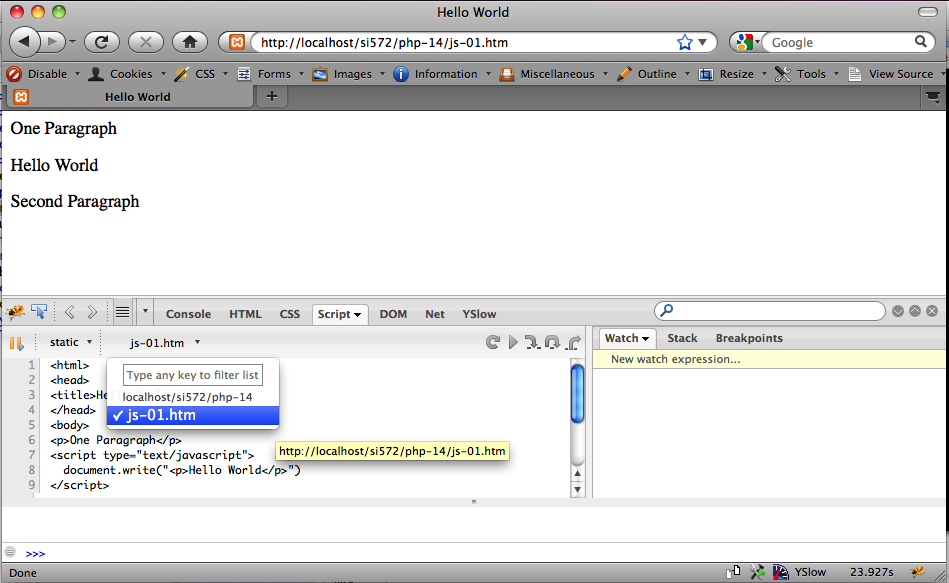 Hello World
http://localhost/si572/php-14/js-01.htm
Google
Disable Cookies CSS Forms Images Information Miscellaneous Outline Resize Tools View Source
Hello World
One Paragraph
Hello World
Second Paragraph
Console HTML CSS Script DOM Net YSlow
static js-01.htm
Watch Stack Breakpoints
New watch expression...
1 <html>
2 <head>
3 <title>He
4 </head>
5 <body>
6 <p>One Paragraph</p>
7 <script type="text/javascript">
8 document.write("<p>Hello World</p>")
9 </script>
Type any key to filter list
localhost/si572/php-14
✓ js-01.htm
http://localhost/si572/php-14/js-01.htm
>>>
Done
YSlow 23.927s